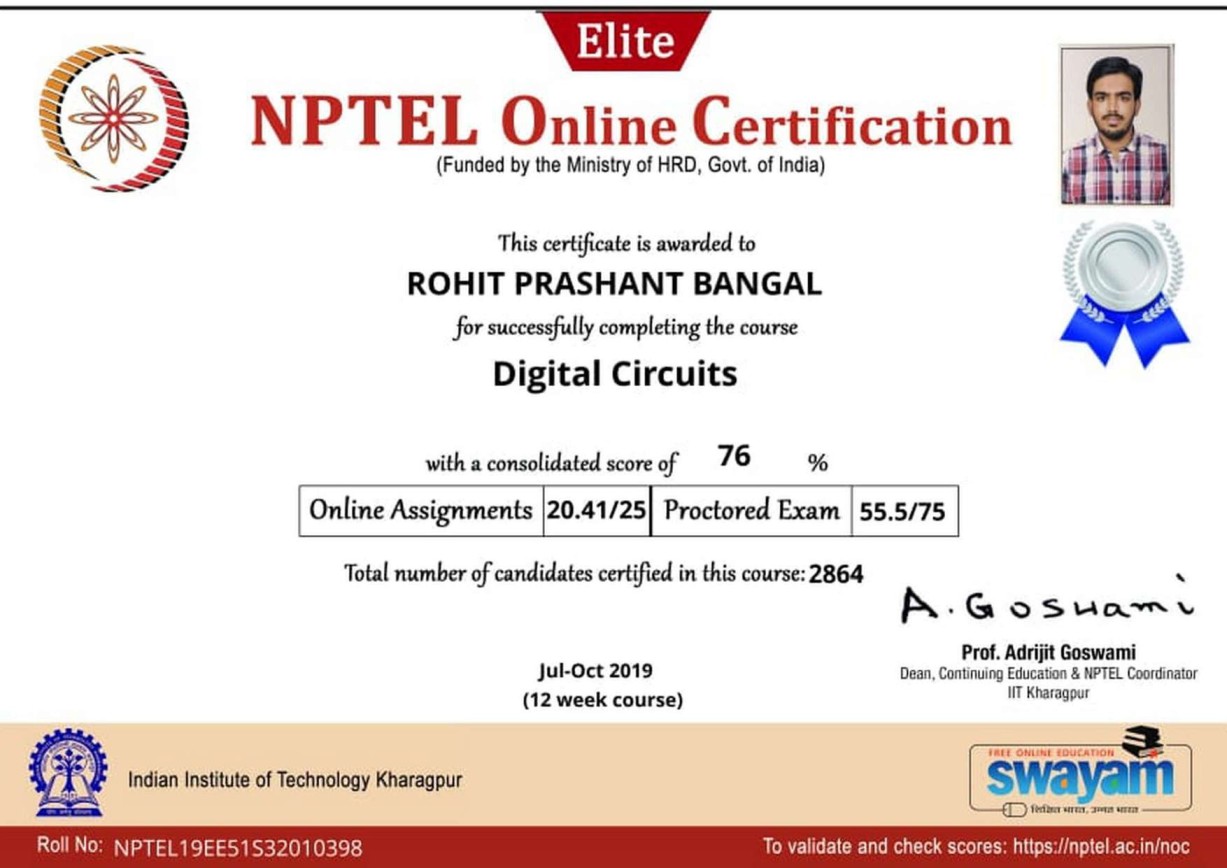 Elite
NPTEL Online Certification
(Funded by the Ministry of HRD, Govt. of India)
This certificate is awarded to
ROHIT PRASHANT BANGAL
for successfully completing the course
Digital Circuits
with a consolidated score of 76 %
Online Assignments 20.41/25 Proctored Exam 55.5/75
Total number of candidates certified in this course: 2864
A. Goswami
Prof. Adrijit Goswami
Dean, Continuing Education & NPTEL Coordinator
IIT Kharagpur
Jul-Oct 2019
(12 week course)
Indian Institute of Technology Kharagpur
FREE ONLINE EDUCATION
swayam
शिक्षित भारत, उन्नत भारत
Roll No: NPTEL19EE51S32010398
To validate and check scores: https://nptel.ac.in/noc